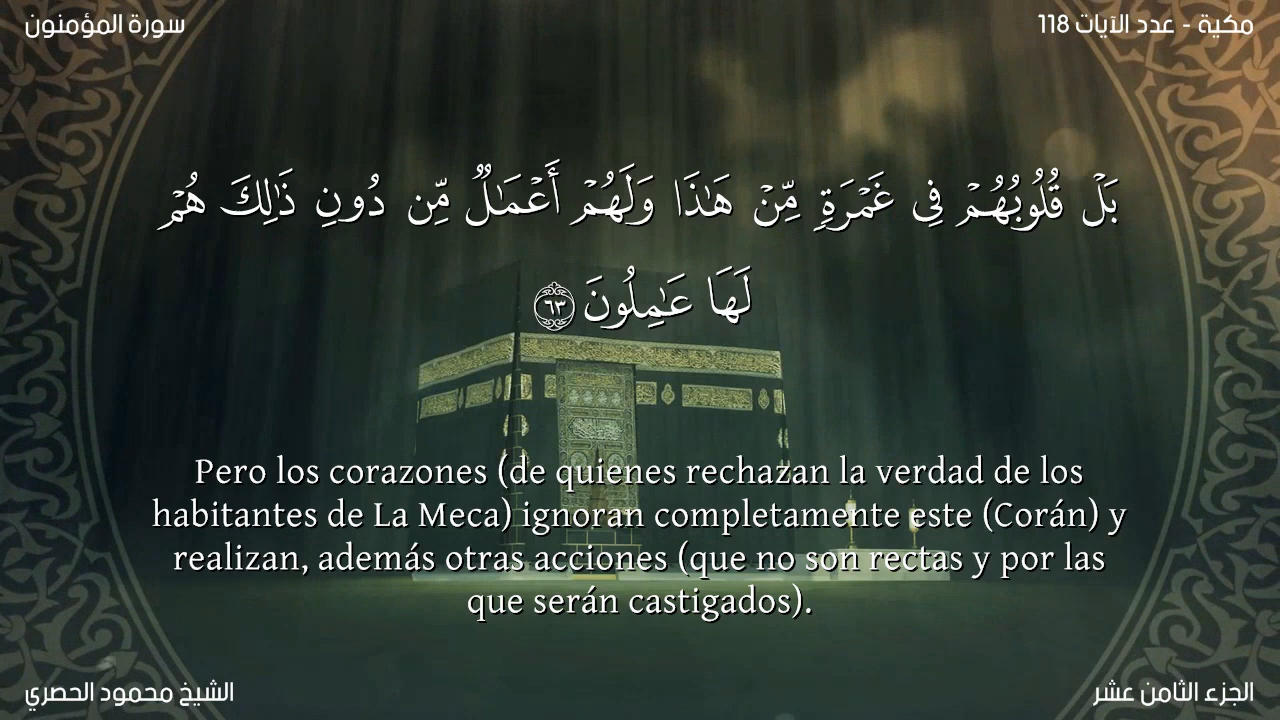 سورة المؤمنون
مكية - عدد الآيات 118
بَلْ قُلُوبُهُمْ فِى غَمْرَةٍ مِّنْ هَـٰذَا وَلَهُمْ أَعْمَـٰلٌ مِّن دُونِ ذَٰلِكَ هُمْ
لَهَا عَـٰمِلُونَ ٦٣
Pero los corazones (de quienes rechazan la verdad de los
habitantes de La Meca) ignoran completamente este (Corán) y
realizan, además otras acciones (que no son rectas y por las
que serán castigados).
الشيخ محمود الحصري
الجزء الثامن عشر